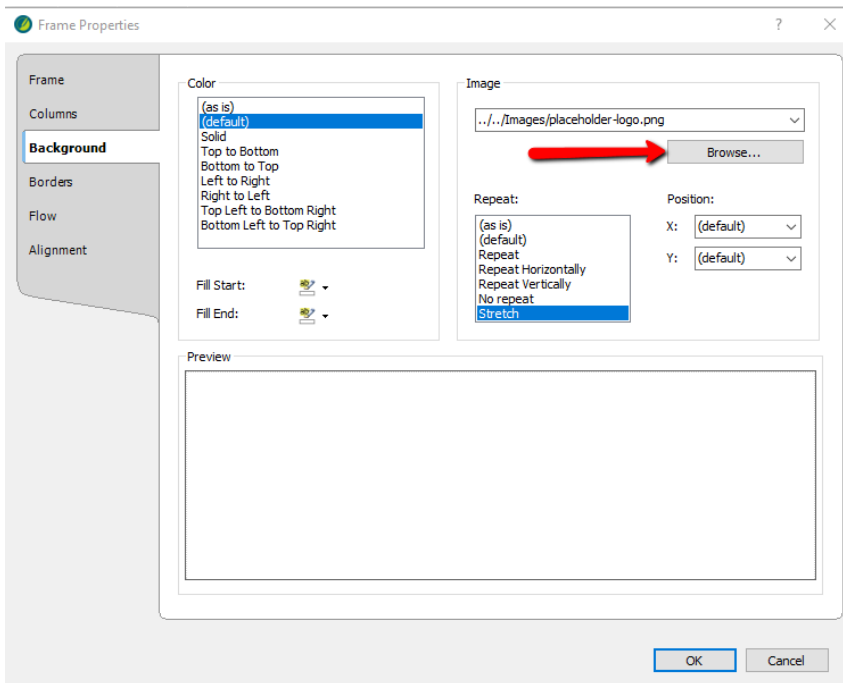 Frame Properties
?
Frame
Columns
Background
Borders
Flow
Alignment
Color
(as is)
(default)
Solid
Top to Bottom
Bottom to Top
Left to Right
Right to Left
Top Left to Bottom Right
Bottom Left to Top Right
Fill Start:
Fill End:
Image
../../Images/placeholder-logo.png
Browse...
Repeat:
(as is)
(default)
Repeat
Repeat Horizontally
Repeat Vertically
No repeat
Stretch
Position:
X: (default)
Y: (default)
Preview
OK
Cancel